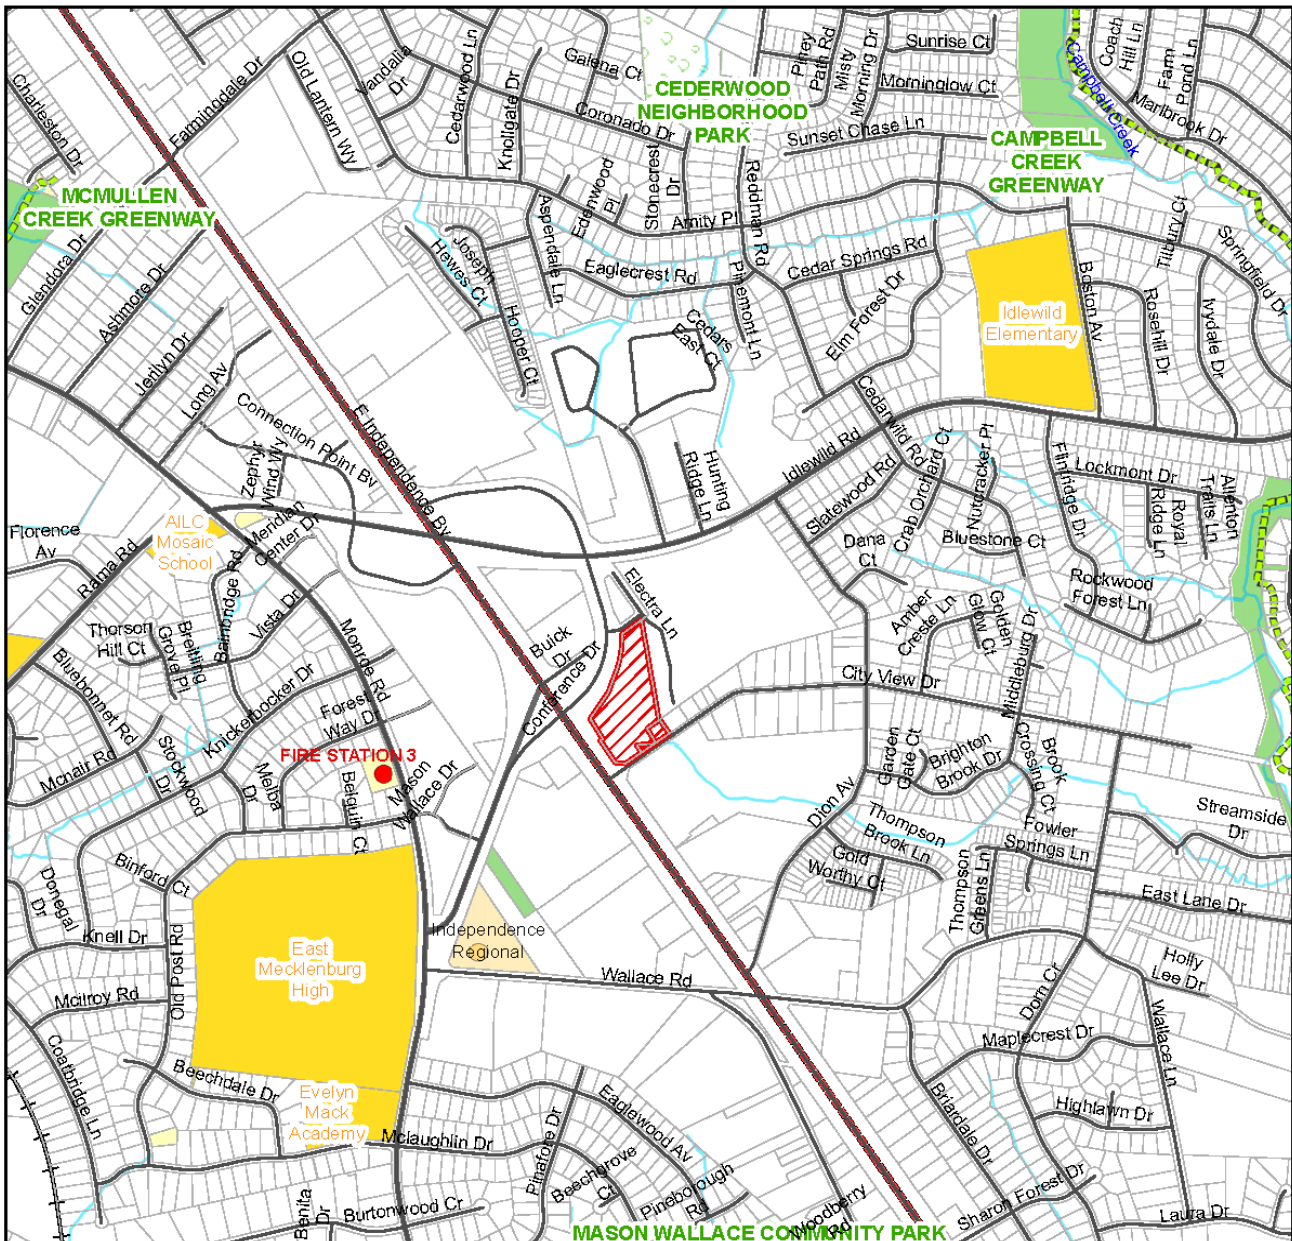 Charleston Dr
Farmingdale Dr
Old Lantern Wy
Vandalia
Dr
Cedarwood Ln
Knollgate Dr
Galena Ct
Coronado Dr
CEDERWOOD
NEIGHBORHOOD
PARK
Piney
Path Rd
Misty
Morning Dr
Sunrise Ct
Morninglow Ct
Sunset Chase Ln
CAMPBELL
CREEK
GREENWAY
Campbell Creek
Coach
Hill Ln
Farm
Pond Ln
Marlbrook Dr
MCMULLEN
CREEK GREENWAY
Glendora Dr
Ashmore Dr
Jerilyn Dr
Long Av
Joseph
Hewes Ct
Hooper Ct
Aspendale Ln
Edenwood
Pl
Stonecrest
Dr
Amity Pl
Reddman Rd
Eaglecrest Rd
Pinemont Ln
Cedars
East Ct
Cedar Springs Rd
Elm Forest Dr
Idlewild
Elementary
Boston Av
Tilbury Ct
Rosehill Dr
Ivydale Dr
Springfield Dr
E Independence Bv
Connection Point Bv
Zephyr
Wind Wy
Meridian
Center Dr
Idlewild Rd
Hunting
Ridge Ln
Cedarwild Rd
Slatewood Rd
Crab Orchard Ct
Nutcracker Pl
Bluestone Ct
Flintridge Dr
Lockmont Dr
Royal
Ridge Ln
Allenton
Trails Ln
Rockwood
Forest Ln
Florence
Av
AILC
Mosaic
School
Rama Rd
Bainbridge Rd
Vista Dr
Thorson
Hill Ct
Breitling
Grove Pl
Bluebonnet Rd
Knickerbocker Dr
Monroe Rd
Forest
Way Dr
Mcnair Rd
Stockwood
Dr
Melba
Dr
FIRE STATION 3
Belquin Ct
Mason
Wallace Dr
Buick
Dr
Conference Dr
Electra Ln
Dana
Ct
Amber
Creste Ln
Golden
Glow Ct
Middleburg Dr
City View Dr
Garden
Gate Ct
Brighton
Brook Dr
Brook
Crossing Ct
Dion Av
Thompson
Brook Ln
Gold
Worthy Ct
Fowler
Springs Ln
Thompson
Greens Ln
Streamside
Dr
East Lane Dr
Binford Ct
Donegal
Dr
Knell Dr
Old Post Rd
Mcilroy Rd
Coatbridge Ln
East
Mecklenburg
High
Independence
Regional
Wallace Rd
Dorn Cr
Holly
Lee Dr
Wallace Ln
Maplecrest Dr
Briardale Dr
Highlawn Dr
Sharon Forest Dr
Laura Dr
Beechdale Dr
Evelyn
Mack
Academy
Mclaughlin Dr
Benita
Dr
Burtonwood Cr
Pinafore Dr
Beechgrove
Ct
Eaglewood Av
Pineborough
Rd
Woodberry
Rd
MASON WALLACE COMMUNITY PARK